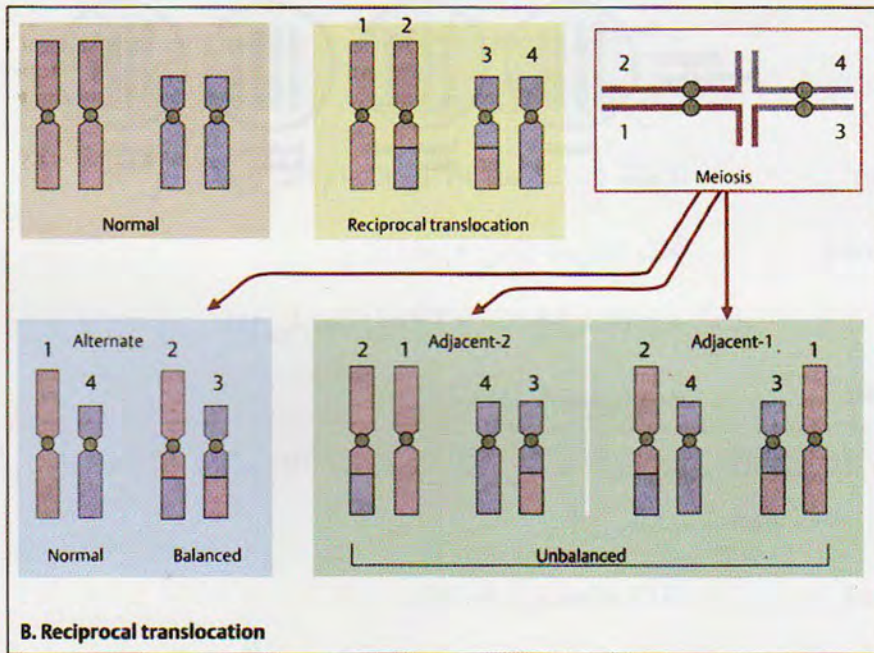 1 2
3 4
2 4
1 3
Meiosis
Normal
Reciprocal translocation
Alternate
Adjacent-2
Adjacent-1
1 2
4 3
2 1
4 3
2 1
4 3
Normal
Balanced
Unbalanced
B. Reciprocal translocation